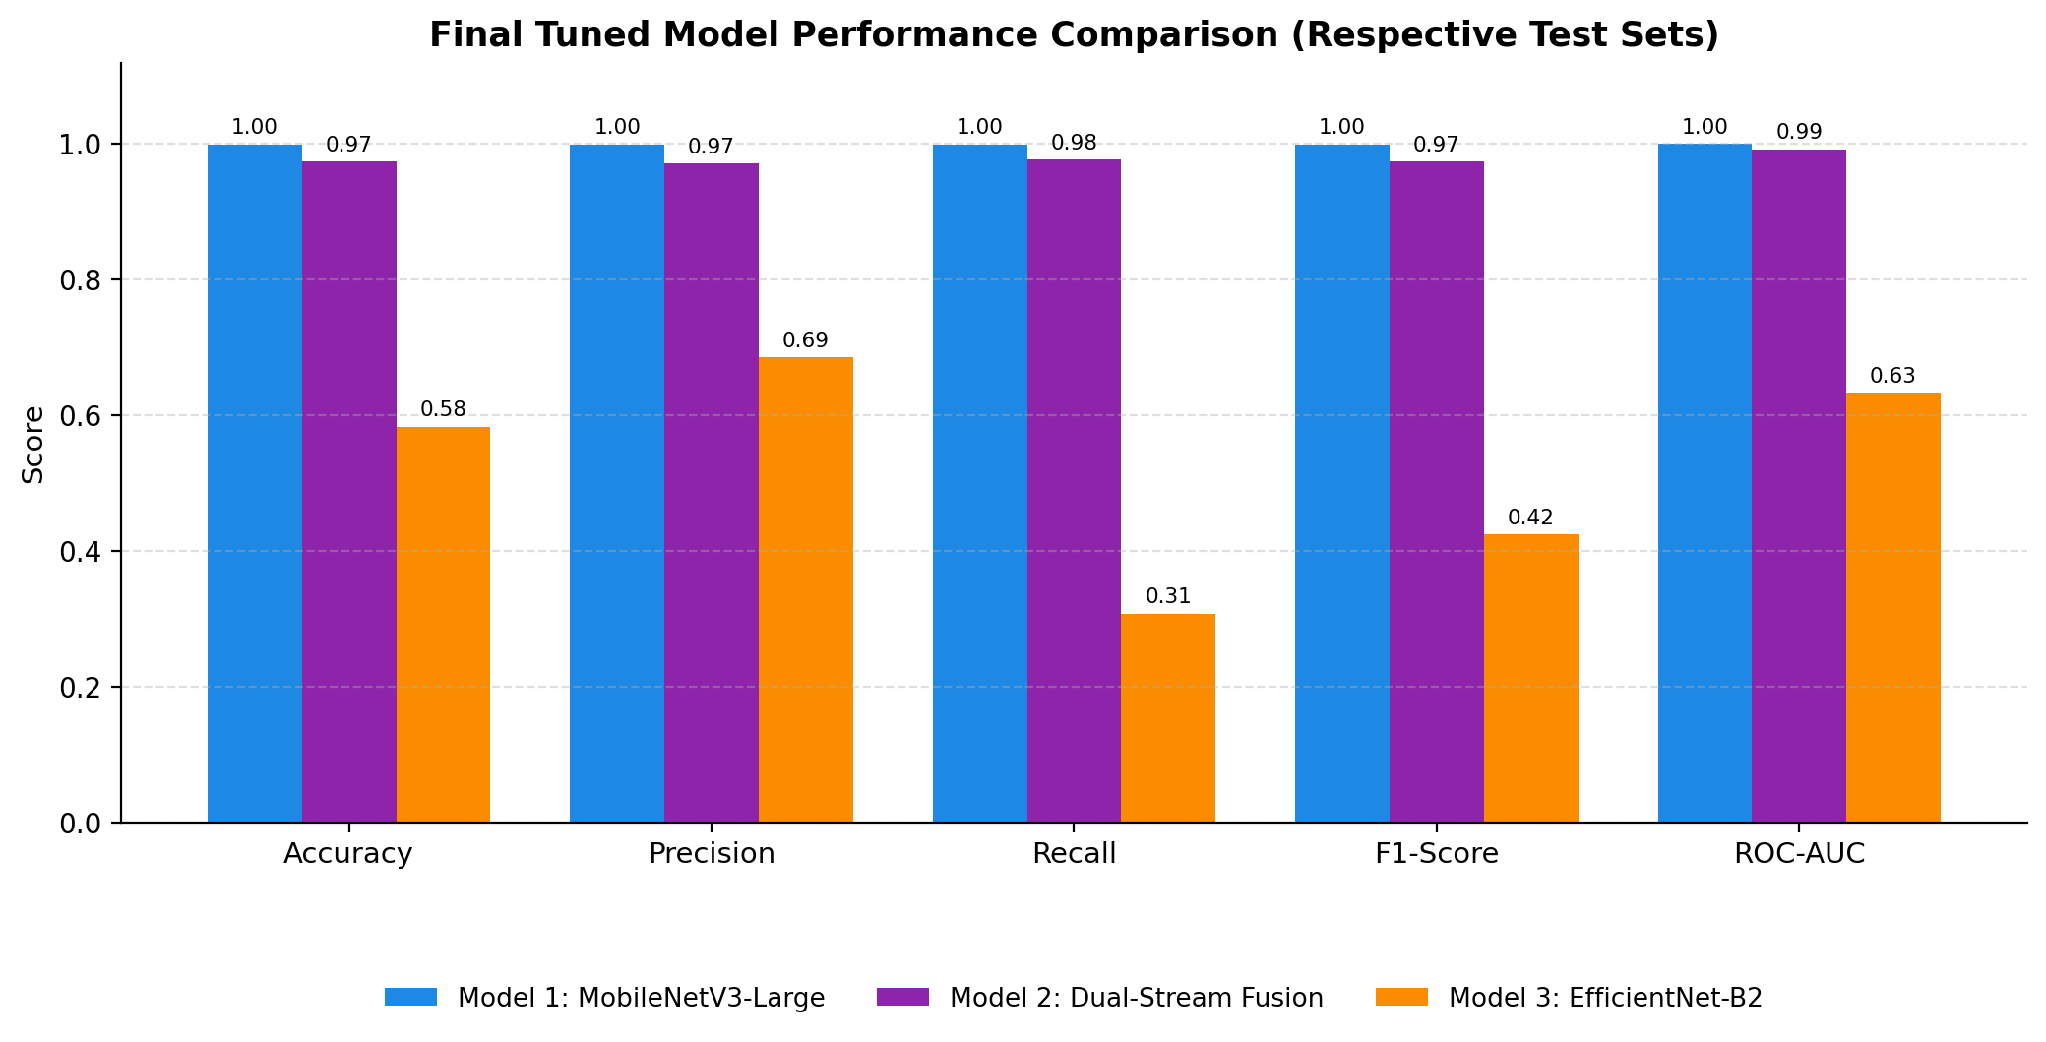 Final Tuned Model Performance Comparison (Respective Test Sets)
Score
1.0
0.8
0.6
0.4
0.2
0.0
1.00 0.97 0.58
1.00 0.97 0.69
1.00 0.98 0.31
1.00 0.97 0.42
1.00 0.99 0.63
Accuracy Precision Recall F1-Score ROC-AUC
Model 1: MobileNetV3-Large Model 2: Dual-Stream Fusion Model 3: EfficientNet-B2